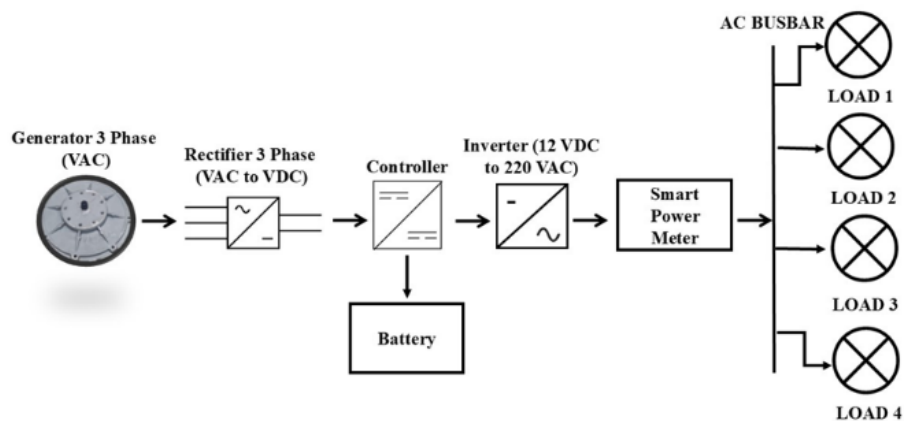 Generator 3 Phase
(VAC)
Rectifier 3 Phase
(VAC to VDC)
Controller
Inverter (12 VDC
to 220 VAC)
Battery
Smart
Power
Meter
AC BUSBAR
LOAD 1
LOAD 2
LOAD 3
LOAD 4